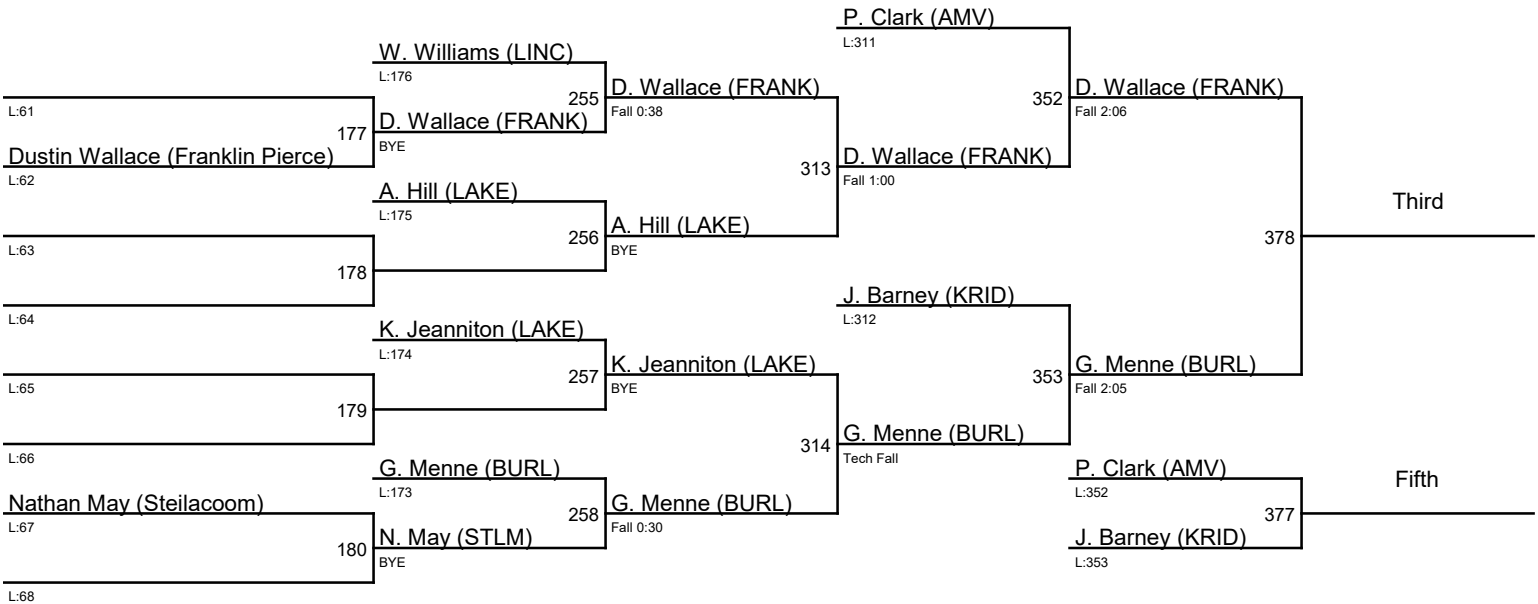 P. Clark (AMV)
L:311
W. Williams (LINC)
L:176
255
D. Wallace (FRANK)
Fall 0:38
352
D. Wallace (FRANK)
Fall 2:06
L:61
177
D. Wallace (FRANK)
BYE
Dustin Wallace (Franklin Pierce)
L:62
313
D. Wallace (FRANK)
Fall 1:00
A. Hill (LAKE)
L:175
Third
256
A. Hill (LAKE)
BYE
378
L:63
178
L:64
J. Barney (KRID)
L:312
K. Jeanniton (LAKE)
L:174
257
K. Jeanniton (LAKE)
BYE
353
G. Menne (BURL)
Fall 2:05
L:65
179
L:66
314
G. Menne (BURL)
Tech Fall
G. Menne (BURL)
L:173
P. Clark (AMV)
L:352
Fifth
Nathan May (Steilacoom)
L:67
258
G. Menne (BURL)
Fall 0:30
377
180
N. May (STLM)
BYE
J. Barney (KRID)
L:353
L:68